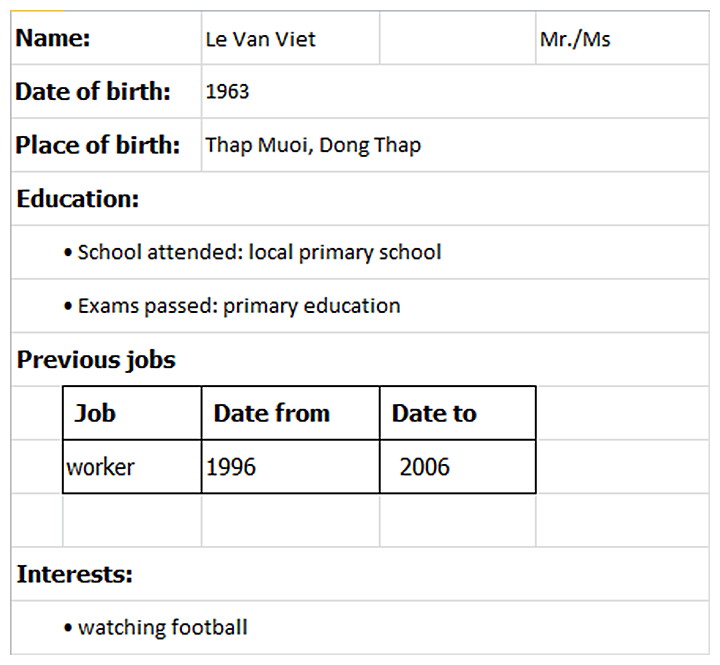 Name: Le Van Viet Mr./Ms
Date of birth: 1963
Place of birth: Thap Muoi, Dong Thap
Education:
• School attended: local primary school
• Exams passed: primary education
Previous jobs
Job Date from Date to
worker 1996 2006
Interests:
• watching football